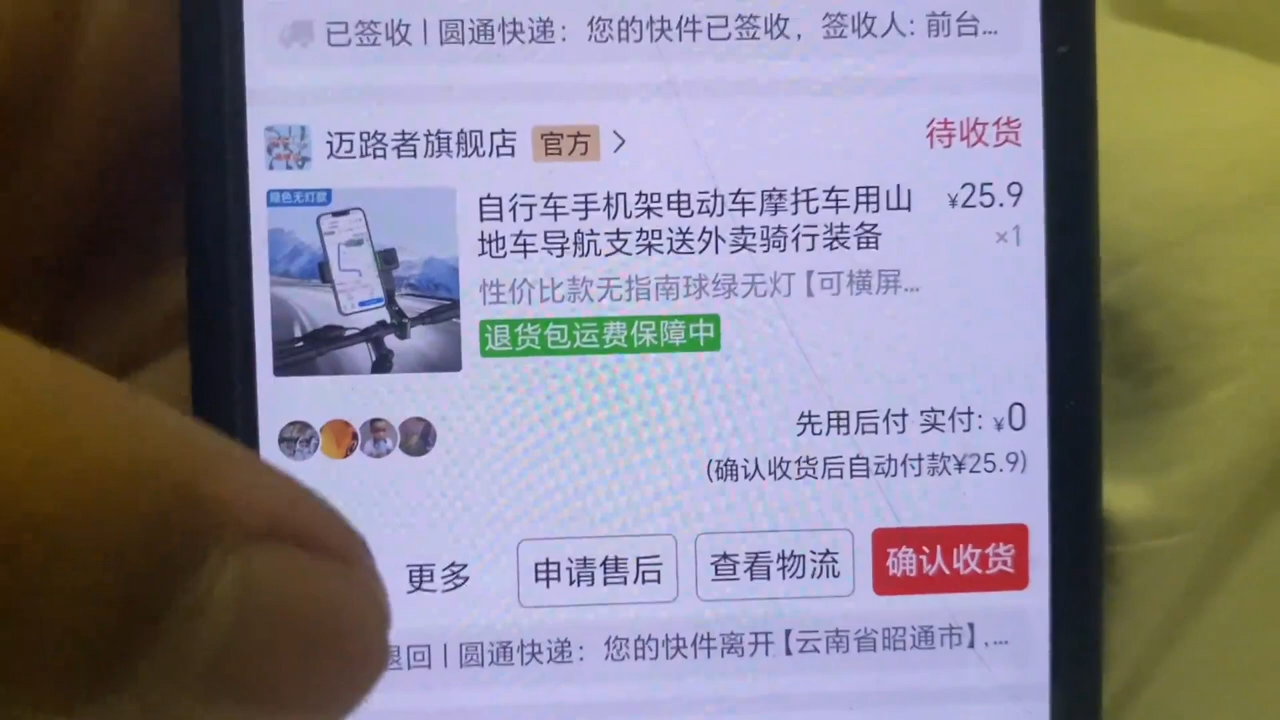 已签收 | 圆通快递：您的快件已签收，签收人: 前台...
迈路者旗舰店 官方 >
待收货
绿色无灯款
自行车手机架电动车摩托车用山
地车导航支架送外卖骑行装备
¥25.9
×1
性价比款无指南球绿无灯【可横屏...
退货包运费保障中
先用后付 实付: ¥0
(确认收货后自动付款¥25.9)
更多
申请售后
查看物流
确认收货
退回 | 圆通快递：您的快件离开【云南省昭通市】,...